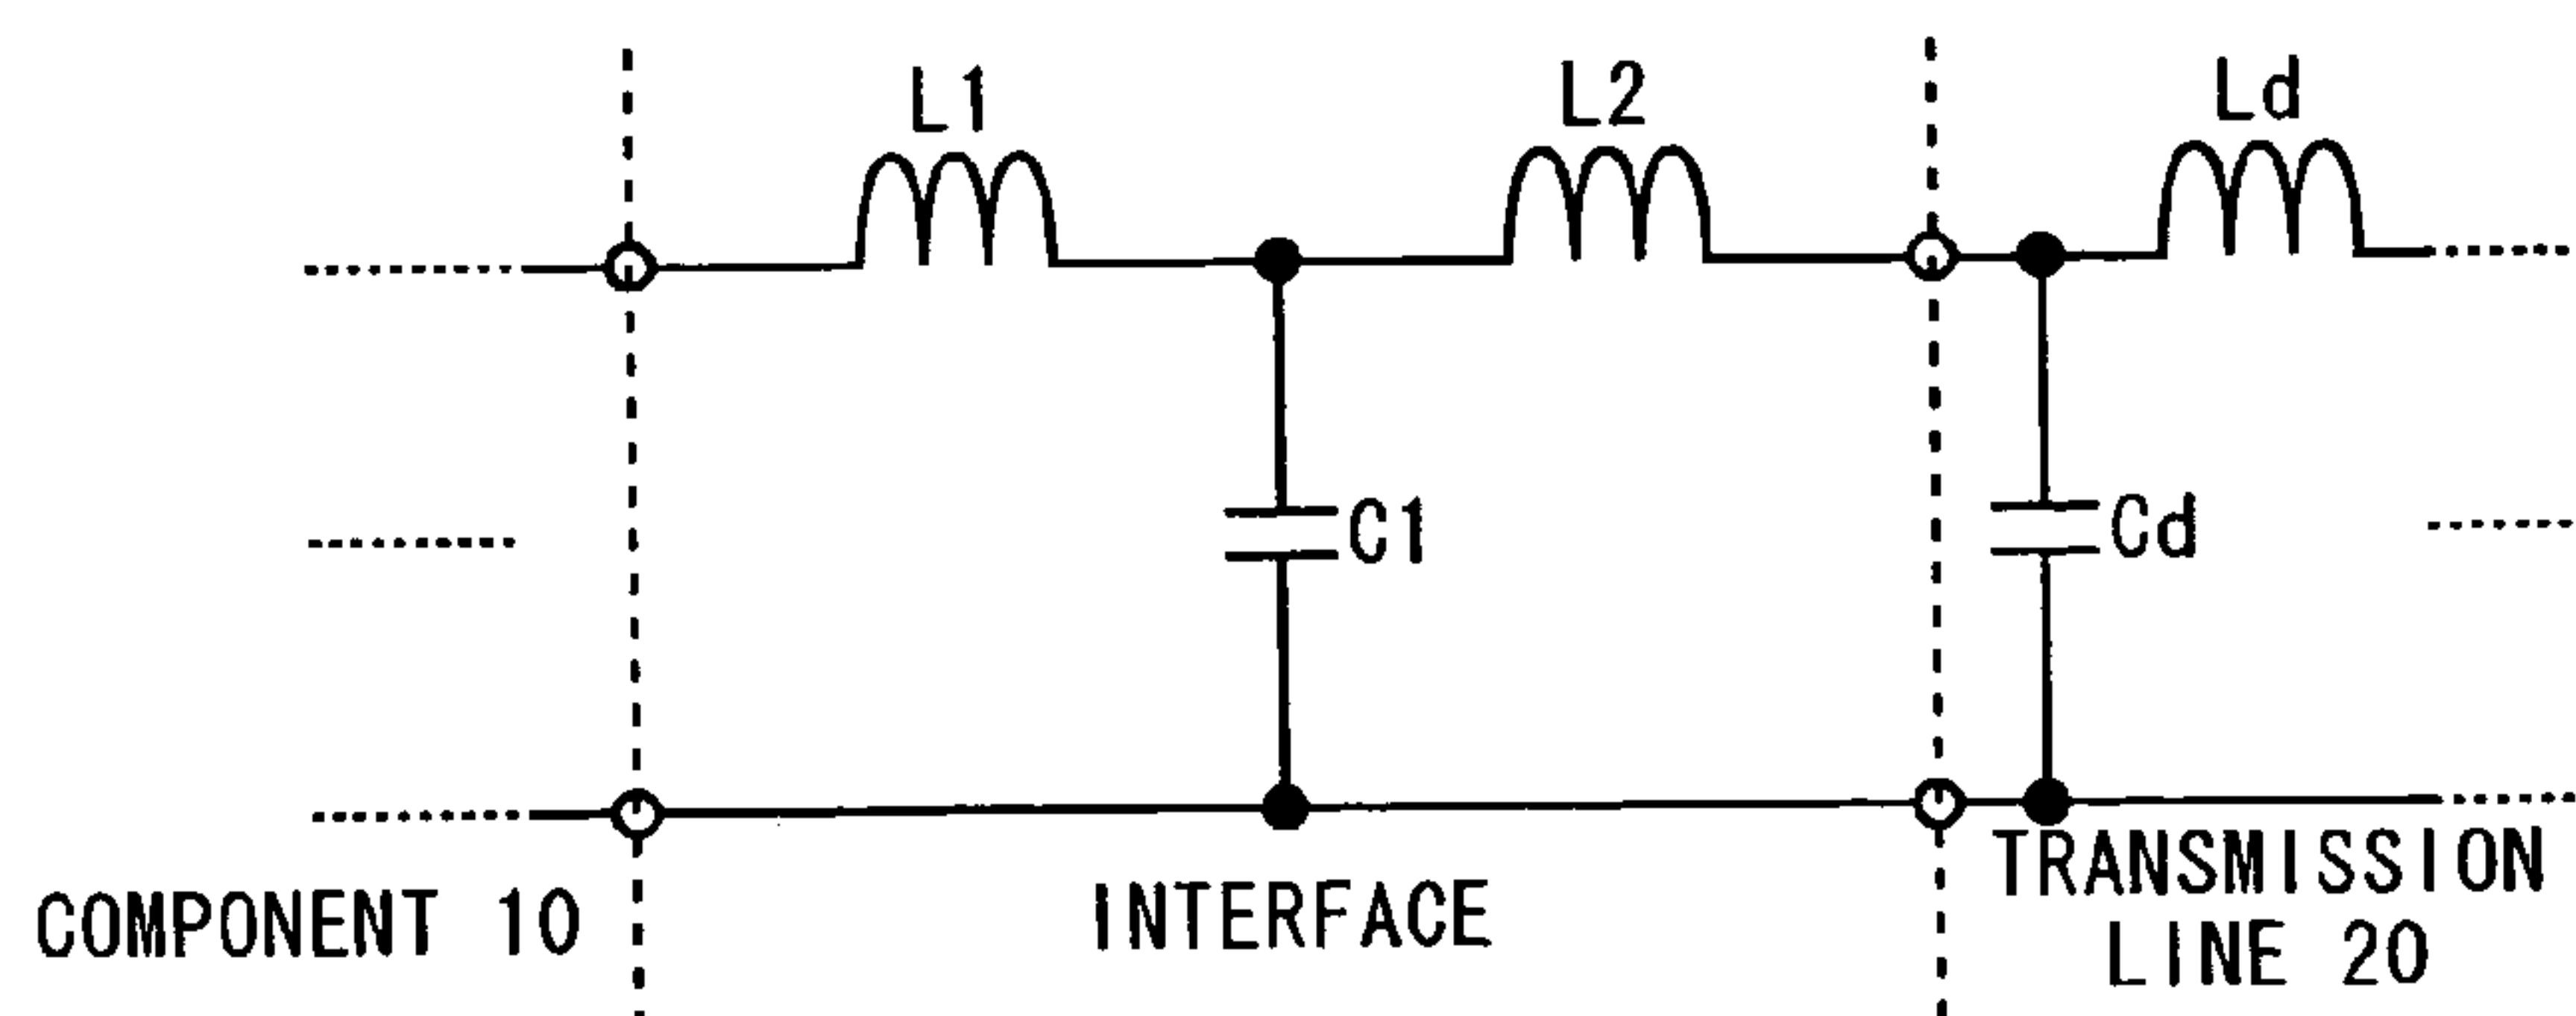 L1
L2
Ld
C1
Cd
COMPONENT 10
INTERFACE
TRANSMISSION
LINE 20